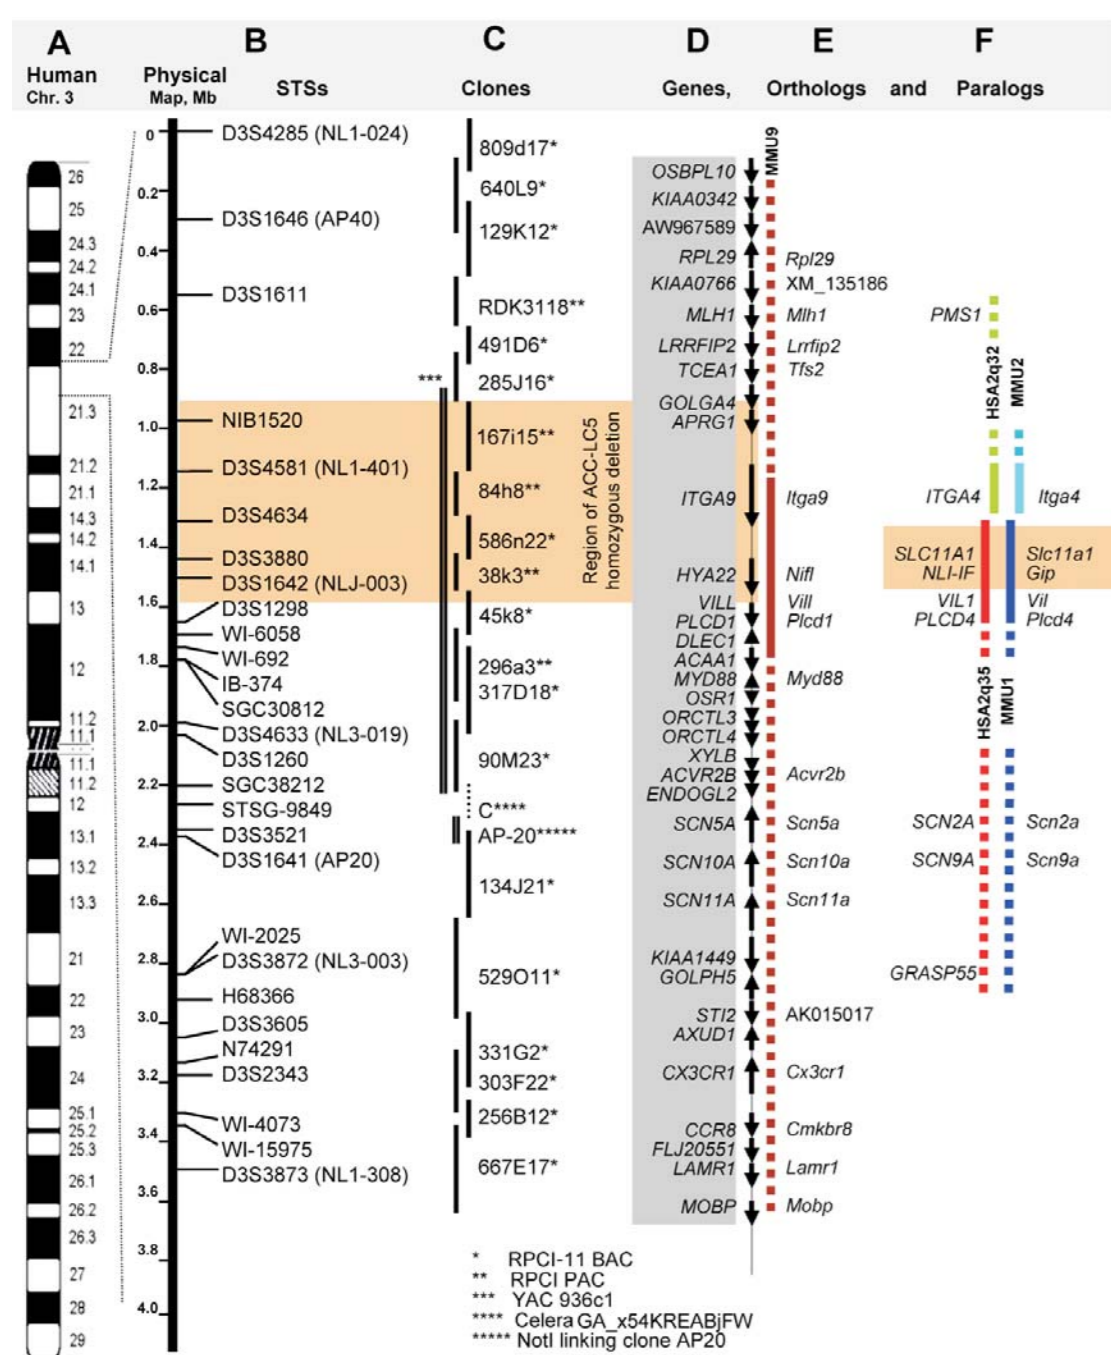 A B C D E F
Human Chr. 3
Physical Map, Mb
STSs
Clones
Genes,
Orthologs
and
Paralogs
26
25
24.3
24.2
24.1
23
22
21.3
21.2
21.1
14.3
14.2
14.1
13
12
11.2
11.1
11.1
11.2
12
13.1
13.2
13.3
21
22
23
24
25.1
25.2
25.3
26.1
26.2
26.3
27
28
29
0
0.2
0.4
0.6
0.8
1.0
1.2
1.4
1.6
1.8
2.0
2.2
2.4
2.6
2.8
3.0
3.2
3.4
3.6
3.8
4.0
D3S4285 (NL1-024)
D3S1646 (AP40)
D3S1611
NIB1520
D3S4581 (NL1-401)
D3S4634
D3S3880
D3S1642 (NLJ-003)
D3S1298
WI-6058
WI-692
IB-374
SGC30812
D3S4633 (NL3-019)
D3S1260
SGC38212
STSG-9849
D3S3521
D3S1641 (AP20)
WI-2025
D3S3872 (NL3-003)
H68366
D3S3605
N74291
D3S2343
WI-4073
WI-15975
D3S3873 (NL1-308)
***
809d17*
640L9*
129K12*
RDK3118**
491D6*
285J16*
167i15**
84h8**
586n22*
38k3**
45k8*
296a3**
317D18*
90M23*
C****
AP-20*****
134J21*
529O11*
331G2*
303F22*
256B12*
667E17*
Region of ACC-LC5
homozygous deletion
OSBPL10
KIAA0342
AW967589
RPL29
KIAA0766
MLH1
LRRFIP2
TCEA1
GOLGA4
APRG1
ITGA9
HYA22
VILL
PLCD1
DLEC1
ACAA1
MYD88
OSR1
ORCTL3
ORCTL4
XYLB
ACVR2B
ENDOGL2
SCN5A
SCN10A
SCN11A
KIAA1449
GOLPH5
STI2
AXUD1
CX3CR1
CCR8
FLJ20551
LAMR1
MOBP
MMU9
Rpl29
XM_135186
Mlh1
Lrrfip2
Tfs2
Itga9
Nifl
Vill
Plcd1
Myd88
Acvr2b
Scn5a
Scn10a
Scn11a
AK015017
Cx3cr1
Cmkbr8
Lamr1
Mobp
PMS1
HSA2q32
MMU2
ITGA4 Itga4
SLC11A1 Slc11a1
NLI-IF Gip
VIL1 Vil
PLCD4 Plcd4
HSA2q35
MMU1
SCN2A Scn2a
SCN9A Scn9a
GRASP55
* RPCI-11 BAC
** RPCI PAC
*** YAC 936c1
**** Celera GA_x54KREABjFW
***** NotI linking clone AP20